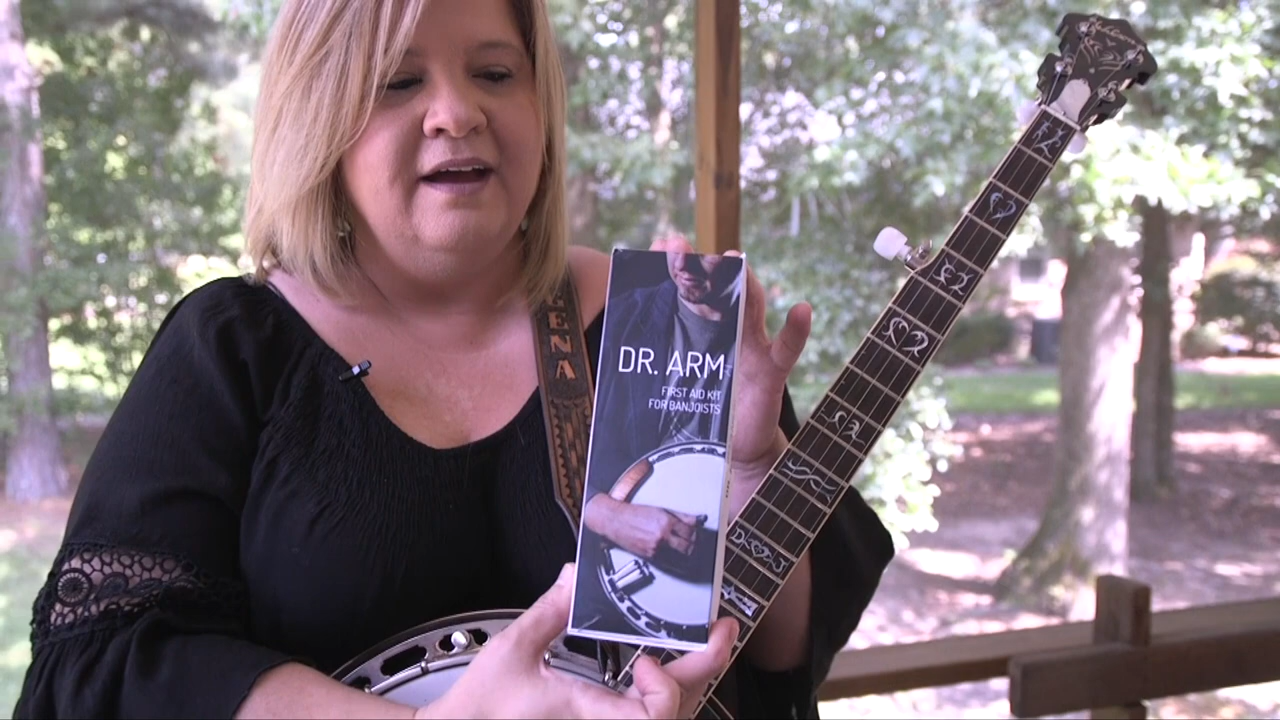 DR. ARM
FIRST AID KIT
FOR BANJOISTS
ENA
D J